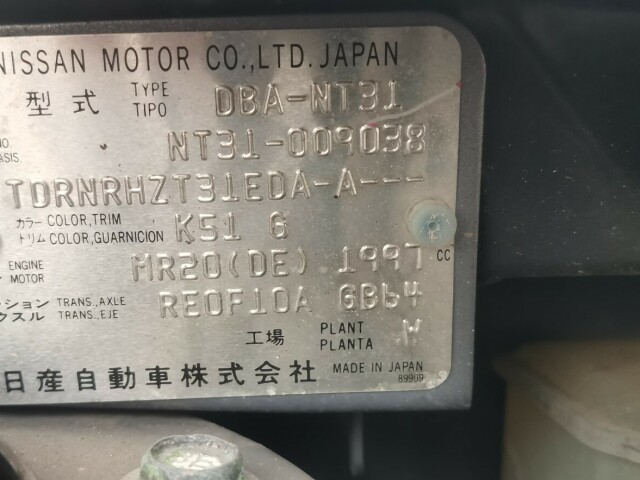 NISSAN MOTOR CO.,LTD. JAPAN
型式 TYPE TIPO DBA-NT31
NO. NT31-009038
ASIS.
TDRNRHZT31EDA-A---
カラー COLOR,TRIM K51 G
トリム COLOR,GUARNICION
ENGINE MR20(DE) 1997 CC
MOTOR
ション TRANS.,AXLE RE0F10A GB64
クスル TRANS.,EJE
工場 PLANT PLANTA W
日産自動車株式会社 MADE IN JAPAN
89909